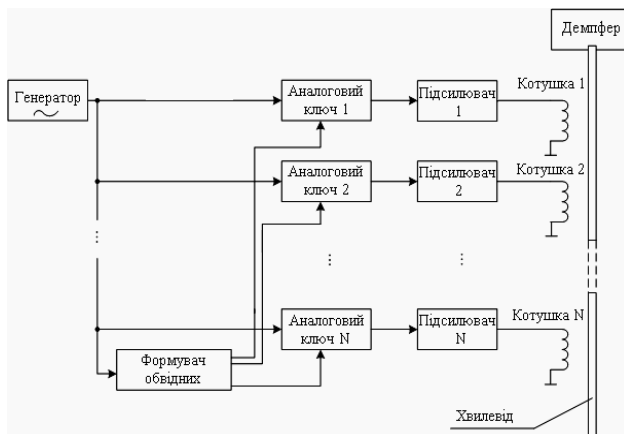 Демпфер
Генератор
Аналоговий
ключ 1
Підсилювач
1
Котушка 1
Аналоговий
ключ 2
Підсилювач
2
Котушка 2
Аналоговий
ключ N
Підсилювач
N
Котушка N
Формувач
обвідних
Хвилевід